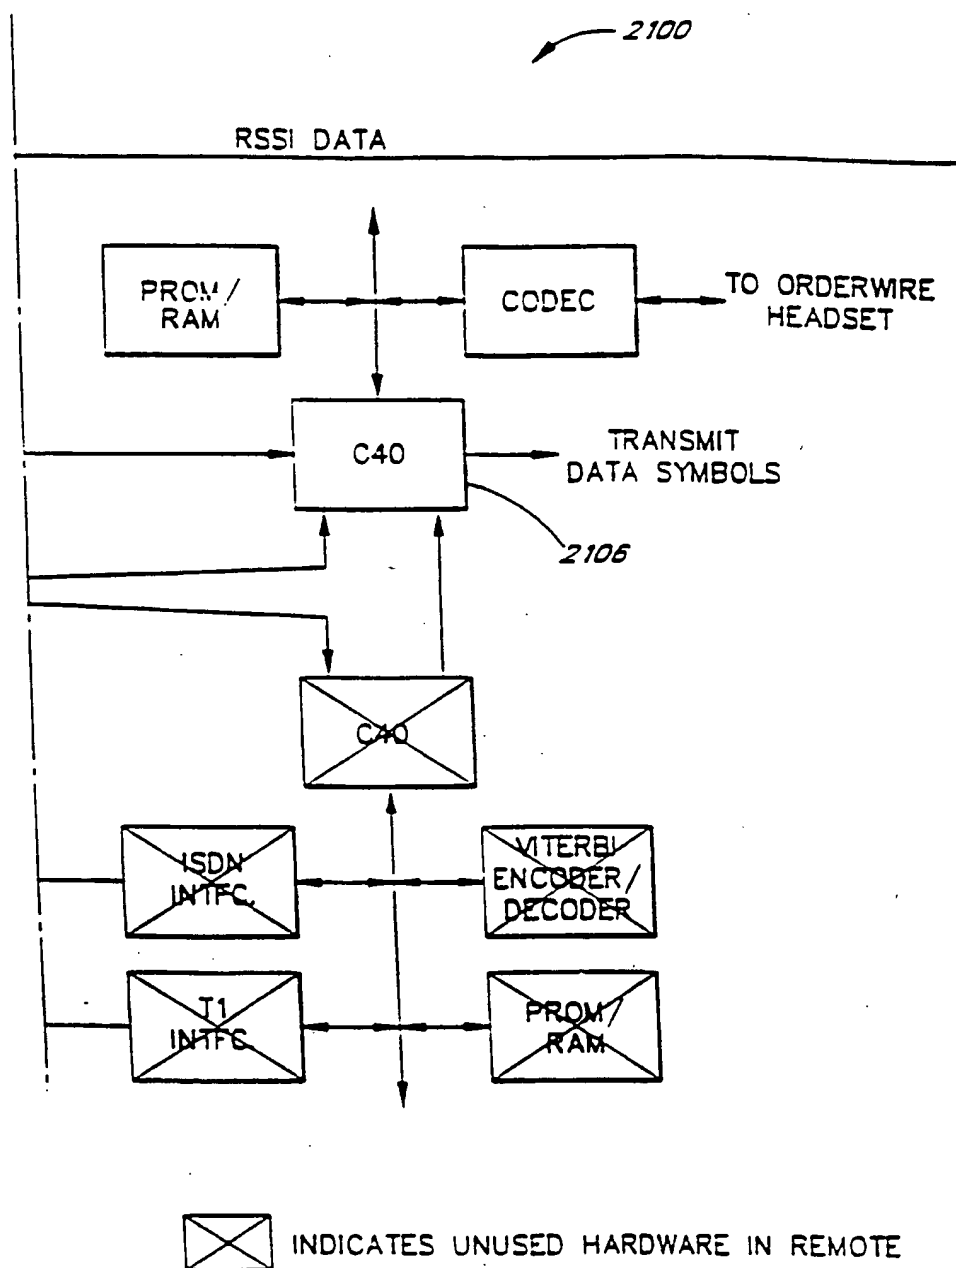 2100
RSSI DATA
PROM/
RAM
CODEC
TO ORDERWIRE
HEADSET
C40
TRANSMIT
DATA SYMBOLS
2106
C40
ISDN
INTFC.
VITERBI
ENCODER/
DECODER
T1
INTFC.
PROM/
RAM
INDICATES UNUSED HARDWARE IN REMOTE